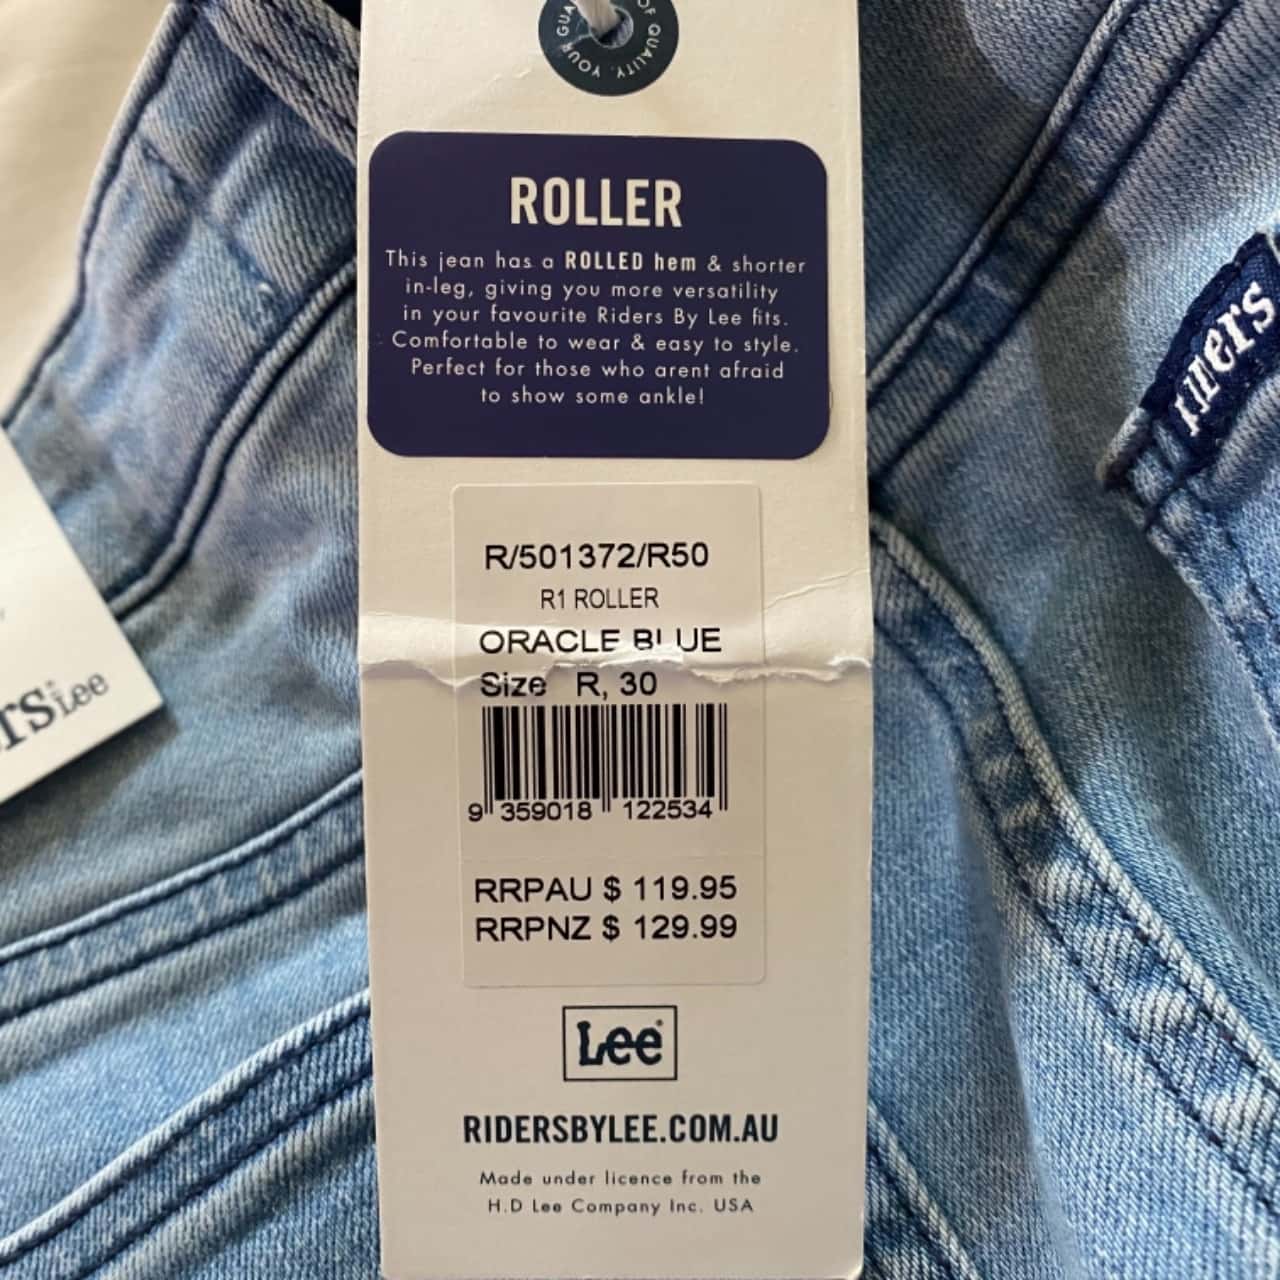 YOUR GUA
OF QUALITY.
ROLLER
This jean has a ROLLED hem & shorter
in-leg, giving you more versatility
in your favourite Riders By Lee fits.
Comfortable to wear & easy to style.
Perfect for those who arent afraid
to show some ankle!
R/501372/R50
R1 ROLLER
ORACLE BLUE
Size R, 30
9 359018 122534
RRPAU $ 119.95
RRPNZ $ 129.99
Lee
RIDERSBYLEE.COM.AU
Made under licence from the
H.D Lee Company Inc. USA
rs Lee
riders